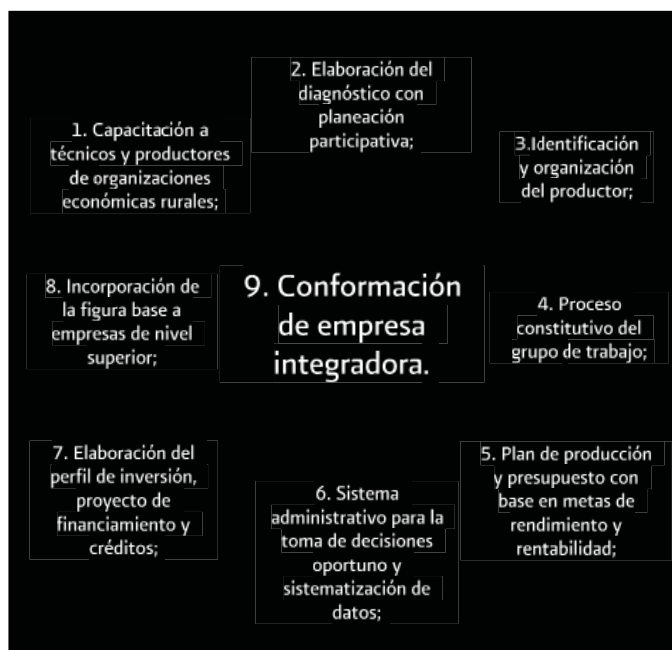 1. Capacitación a
técnicos y productores
de organizaciones
económicas rurales;
2. Elaboración del
diagnóstico con
planeación
participativa;
3.Identificación
y organización
del productor;
4. Proceso
constitutivo del
grupo de trabajo;
5. Plan de producción
y presupuesto con
base en metas de
rendimiento y
rentabilidad;
6. Sistema
administrativo para la
toma de decisiones
oportuno y
sistematización de
datos;
7. Elaboración del
perfil de inversión,
proyecto de
financiamiento y
créditos;
8. Incorporación de
la figura base a
empresas de nivel
superior;
9. Conformación
de empresa
integradora.